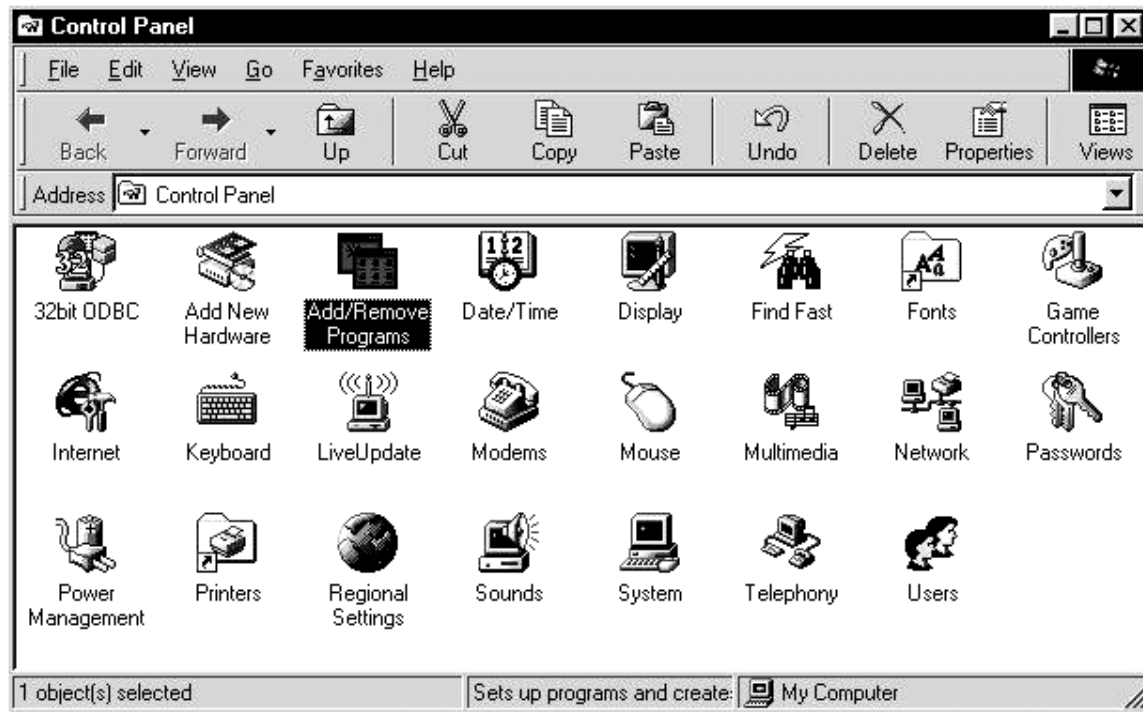 Control Panel
File Edit View Go Favorites Help
Back Forward Up Cut Copy Paste Undo Delete Properties Views
Address Control Panel
32bit ODBC
Add New
Hardware
Add/Remove
Programs
Date/Time
Display
Find Fast
Fonts
Game
Controllers
Internet
Keyboard
LiveUpdate
Modems
Mouse
Multimedia
Network
Passwords
Power
Management
Printers
Regional
Settings
Sounds
System
Telephony
Users
1 object(s) selected
Sets up programs and create
My Computer